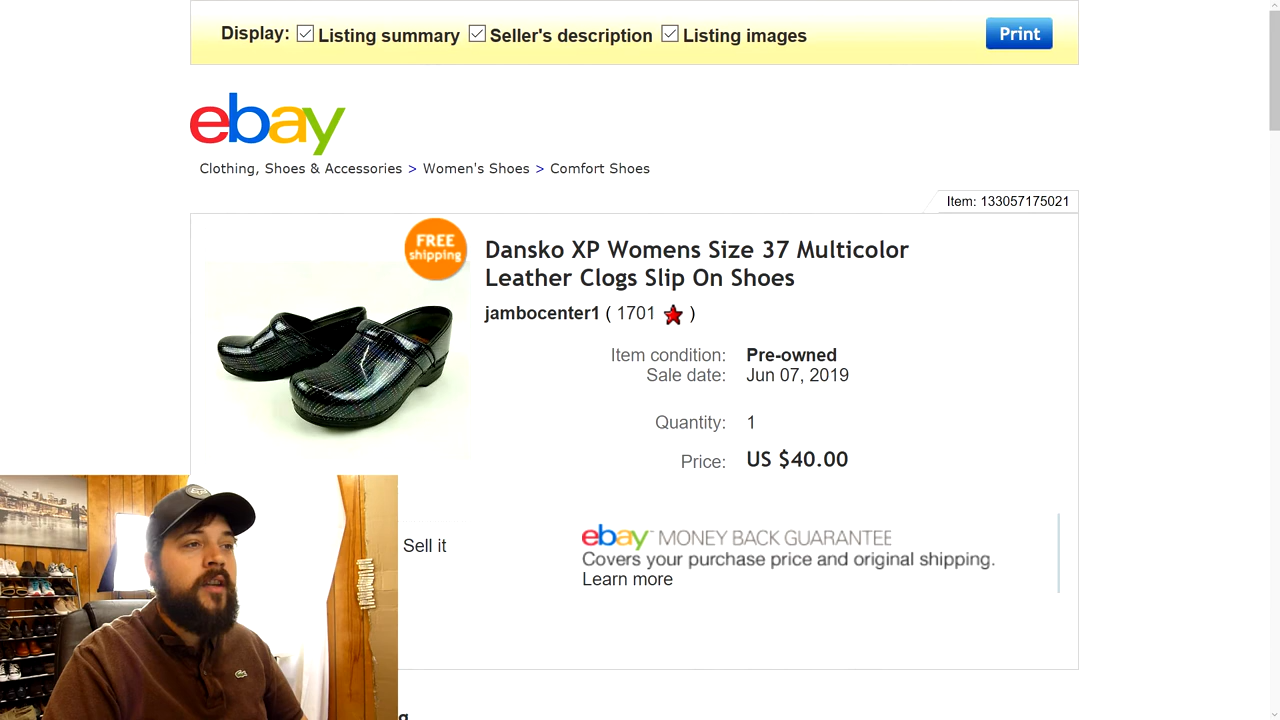 Display: Listing summary Seller's description Listing images Print
ebay
Clothing, Shoes & Accessories > Women's Shoes > Comfort Shoes
Item: 133057175021
FREE
shipping
Dansko XP Womens Size 37 Multicolor
Leather Clogs Slip On Shoes
jambocenter1 ( 1701 )
Item condition: Pre-owned
Sale date: Jun 07, 2019
Quantity: 1
Price: US $40.00
Sell it
ebay MONEY BACK GUARANTEE
Covers your purchase price and original shipping.
Learn more